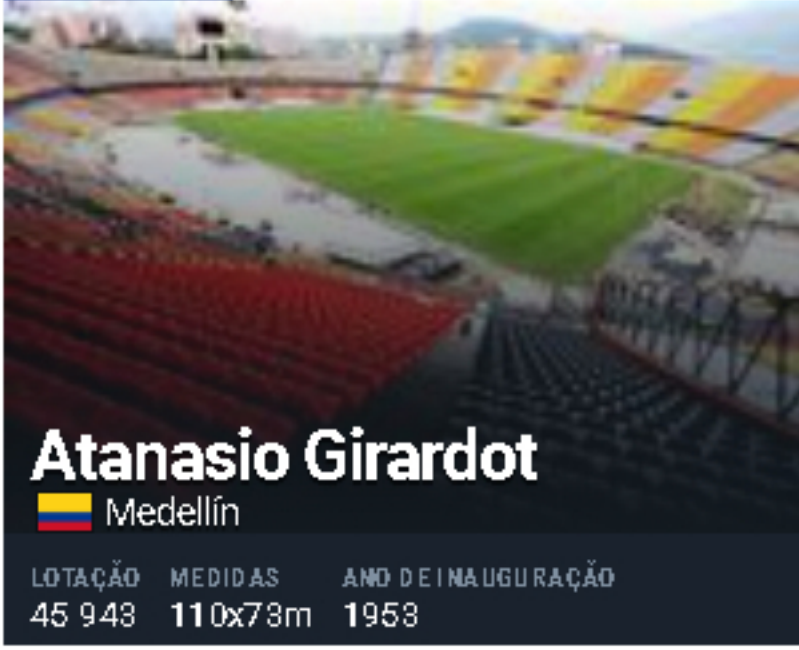 Atanasio Girardot
Medellín
LOTAÇÃO MEDIDAS ANO DE INAUGURAÇÃO
45 943 110x73m 1953